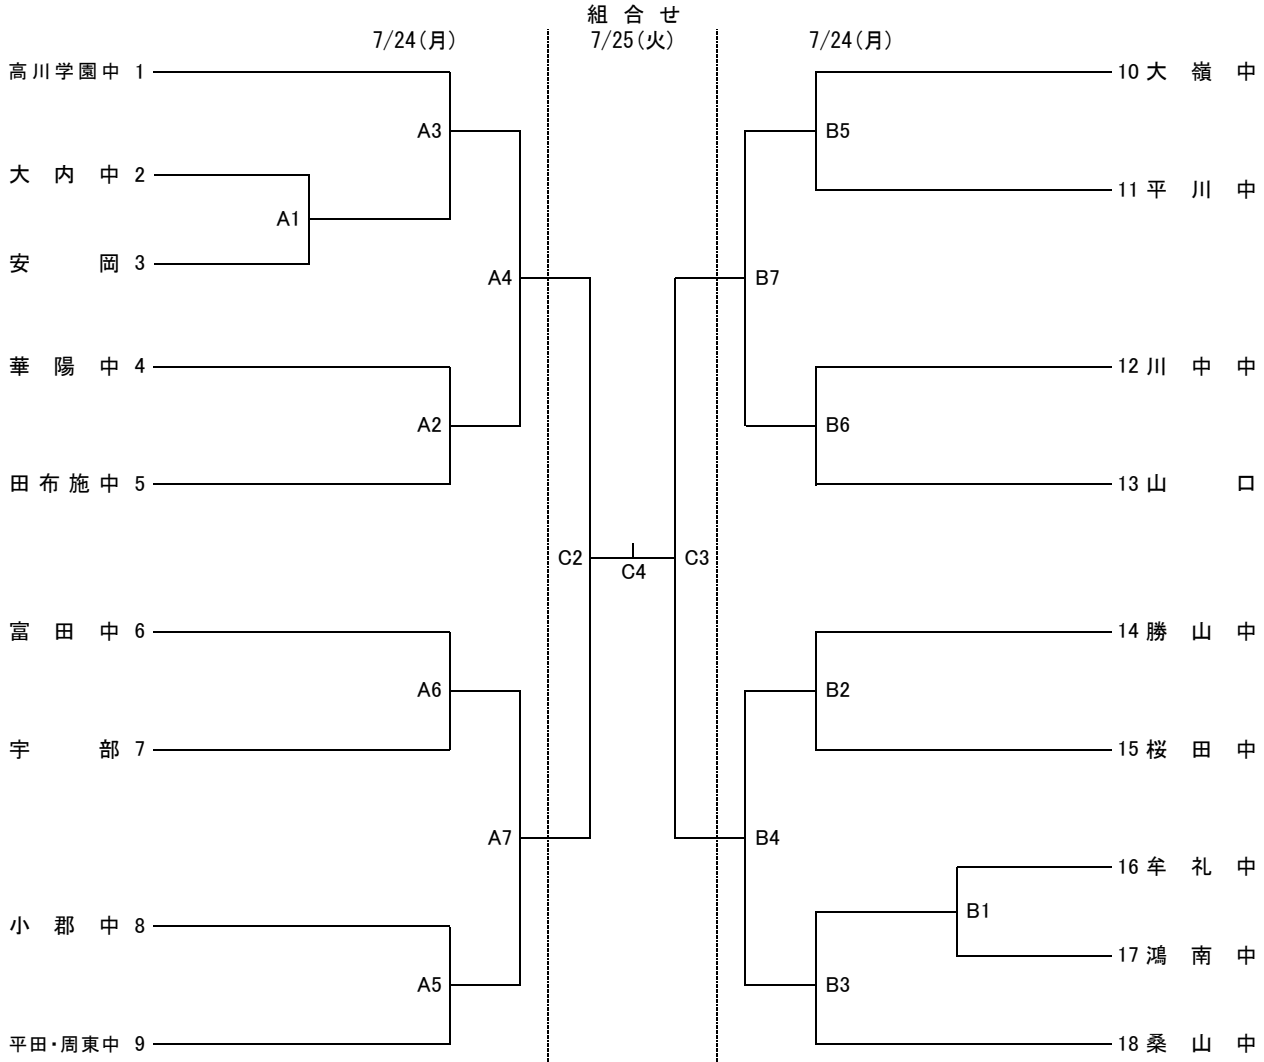 組合せ
7/24(月) 7/25(火) 7/24(月)
高川学園中 1
10 大嶺中
A3
B5
大内中 2
11 平川中
A1
安岡 3
A4
B7
華陽中 4
12 川中中
A2
B6
田布施中 5
13 山口
C2
C3
C4
富田中 6
14 勝山中
A6
B2
宇部 7
15 桜田中
A7
B4
16 牟礼中
小郡中 8
B1
17 鴻南中
A5
B3
平田・周東中 9
18 桑山中